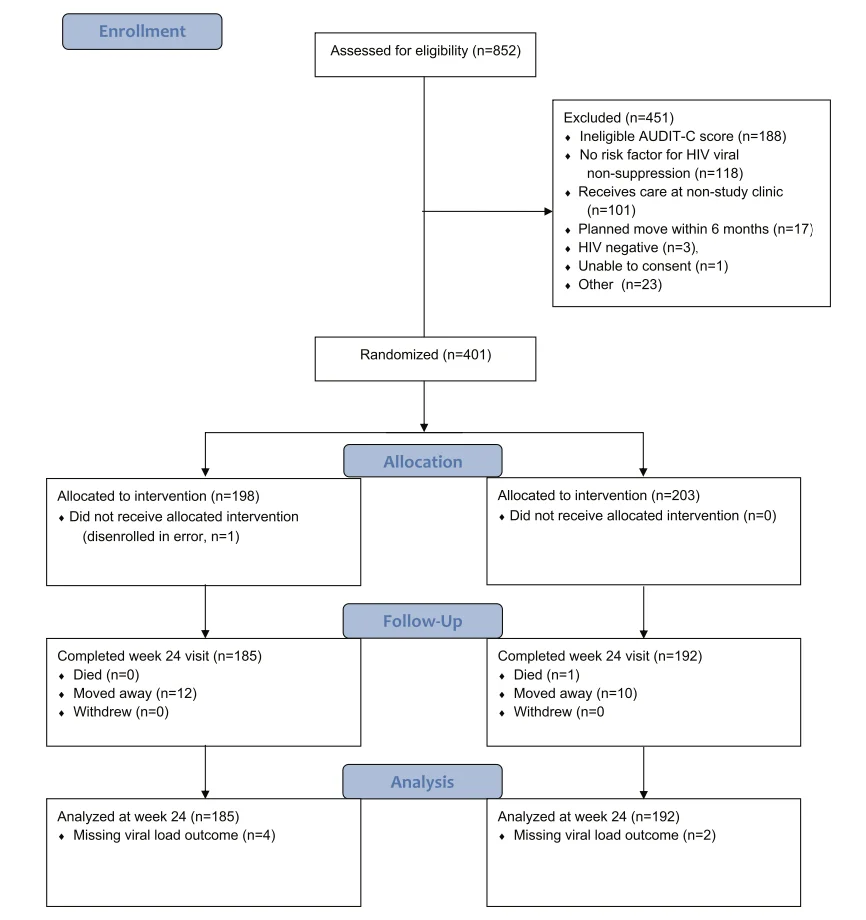 Enrollment
Assessed for eligibility (n=852)
Excluded (n=451)
♦ Ineligible AUDIT-C score (n=188)
♦ No risk factor for HIV viral
non-suppression (n=118)
♦ Receives care at non-study clinic
(n=101)
♦ Planned move within 6 months (n=17)
♦ HIV negative (n=3),
♦ Unable to consent (n=1)
♦ Other (n=23)
Randomized (n=401)
Allocation
Allocated to intervention (n=198)
♦ Did not receive allocated intervention
(disenrolled in error, n=1)
Allocated to intervention (n=203)
♦ Did not receive allocated intervention (n=0)
Follow-Up
Completed week 24 visit (n=185)
♦ Died (n=0)
♦ Moved away (n=12)
♦ Withdrew (n=0)
Completed week 24 visit (n=192)
♦ Died (n=1)
♦ Moved away (n=10)
♦ Withdrew (n=0
Analysis
Analyzed at week 24 (n=185)
♦ Missing viral load outcome (n=4)
Analyzed at week 24 (n=192)
♦ Missing viral load outcome (n=2)